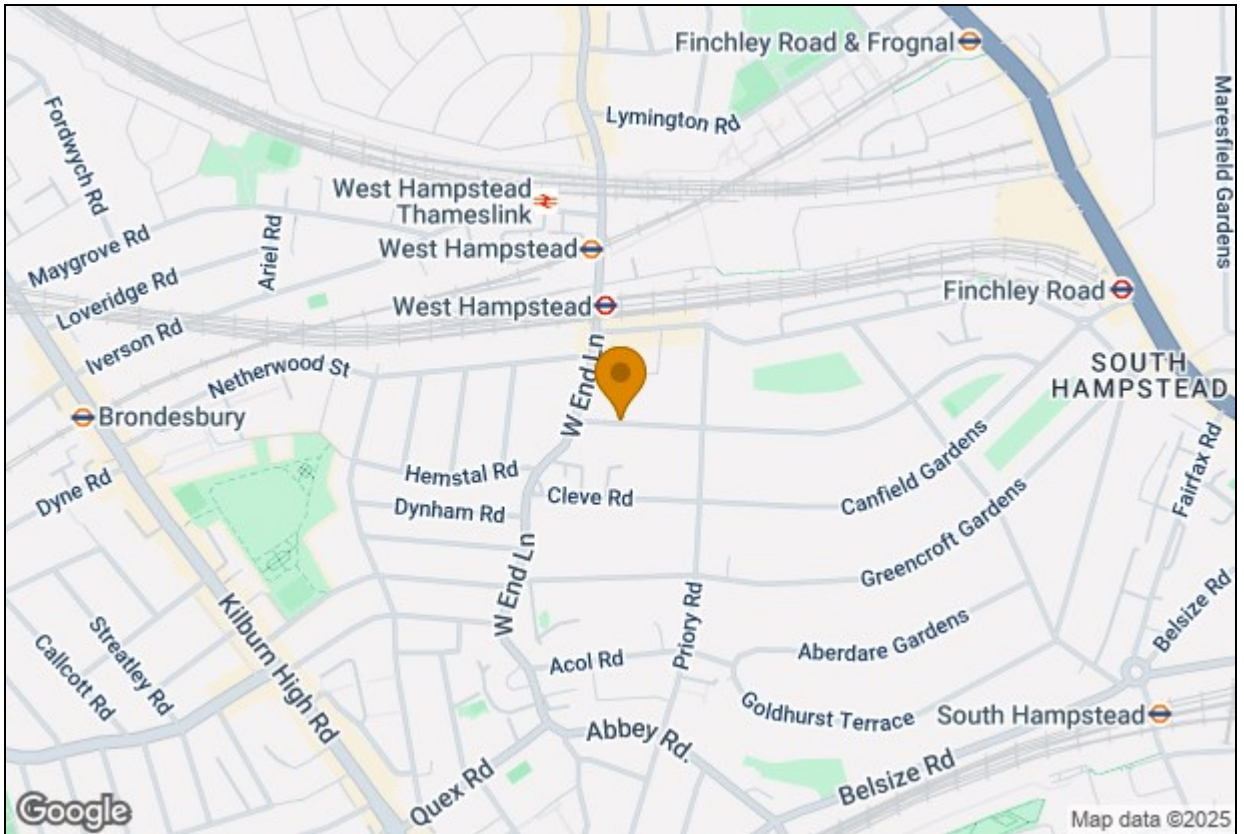 Finchley Road & Frognal
Maresfield Gardens
Lymington Rd
Fordwych Rd
West Hampstead
Thameslink
Ariel Rd
Maygrove Rd
West Hampstead
Loveridge Rd
West Hampstead
Finchley Road
Iverson Rd
W End Ln
Netherwood St
SOUTH
HAMPSTEAD
Brondesbury
Hemstal Rd
Canfield Gardens
Fairfax Rd
Dyne Rd
Cleve Rd
Dynham Rd
Greencroft Gardens
W End Ln
Priory Rd
Belsize Rd
Kilburn High Rd
Streatley Rd
Callcott Rd
Aberdare Gardens
Acol Rd
Goldhurst Terrace
South Hampstead
Abbey Rd.
Belsize Rd
Quex Rd
Google
Map data ©2025